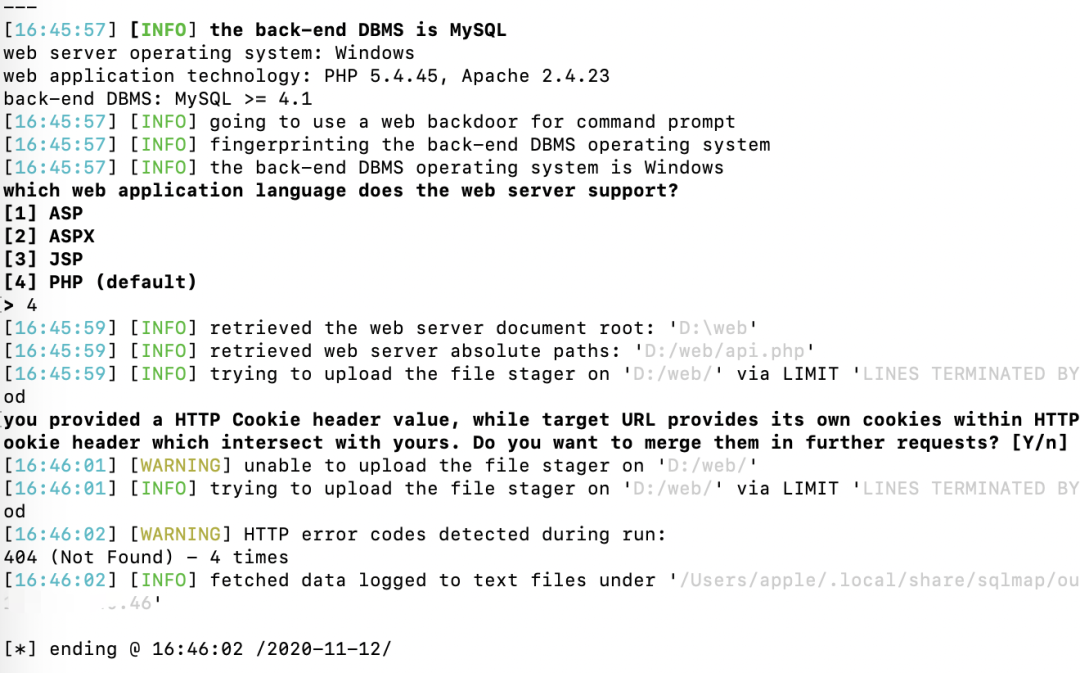 ---
[16:45:57] [INFO] the back-end DBMS is MySQL
web server operating system: Windows
web application technology: PHP 5.4.45, Apache 2.4.23
back-end DBMS: MySQL >= 4.1
[16:45:57] [INFO] going to use a web backdoor for command prompt
[16:45:57] [INFO] fingerprinting the back-end DBMS operating system
[16:45:57] [INFO] the back-end DBMS operating system is Windows
which web application language does the web server support?
[1] ASP
[2] ASPX
[3] JSP
[4] PHP (default)
> 4
[16:45:59] [INFO] retrieved the web server document root: 'D:\web'
[16:45:59] [INFO] retrieved web server absolute paths: 'D:/web/api.php'
[16:45:59] [INFO] trying to upload the file stager on 'D:/web/' via LIMIT 'LINES TERMINATED BY
od
you provided a HTTP Cookie header value, while target URL provides its own cookies within HTTP
ookie header which intersect with yours. Do you want to merge them in further requests? [Y/n]
[16:46:01] [WARNING] unable to upload the file stager on 'D:/web/'
[16:46:01] [INFO] trying to upload the file stager on 'D:/web/' via LIMIT 'LINES TERMINATED BY
od
[16:46:02] [WARNING] HTTP error codes detected during run:
404 (Not Found) - 4 times
[16:46:02] [INFO] fetched data logged to text files under '/Users/apple/.local/share/sqlmap/ou
.46'
[*] ending @ 16:46:02 /2020-11-12/